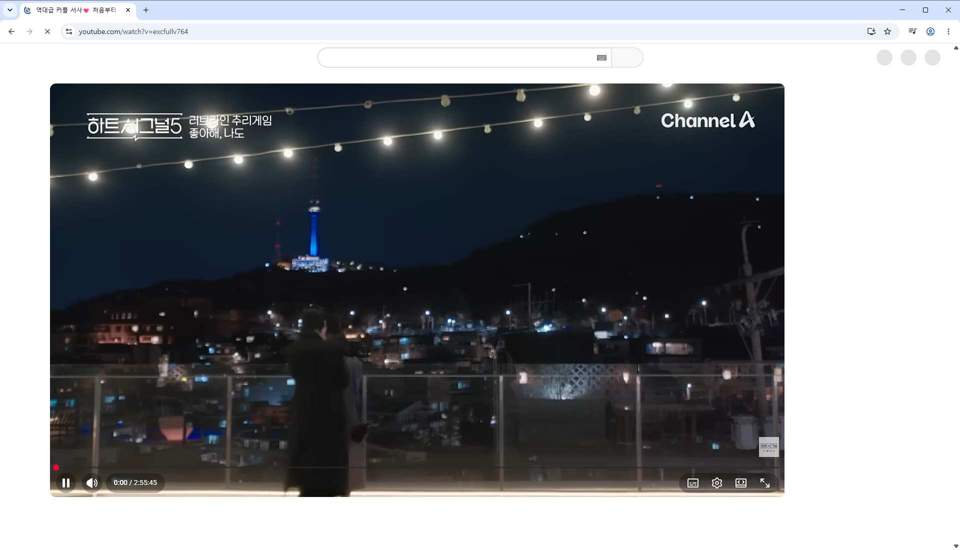 역대급 커플 서사💗 처음부터
youtube.com/watch?v=excfullv764
하트시그널5
러브라인 추리게임
좋아해, 나도
Channel A
0:00 / 2:55:45